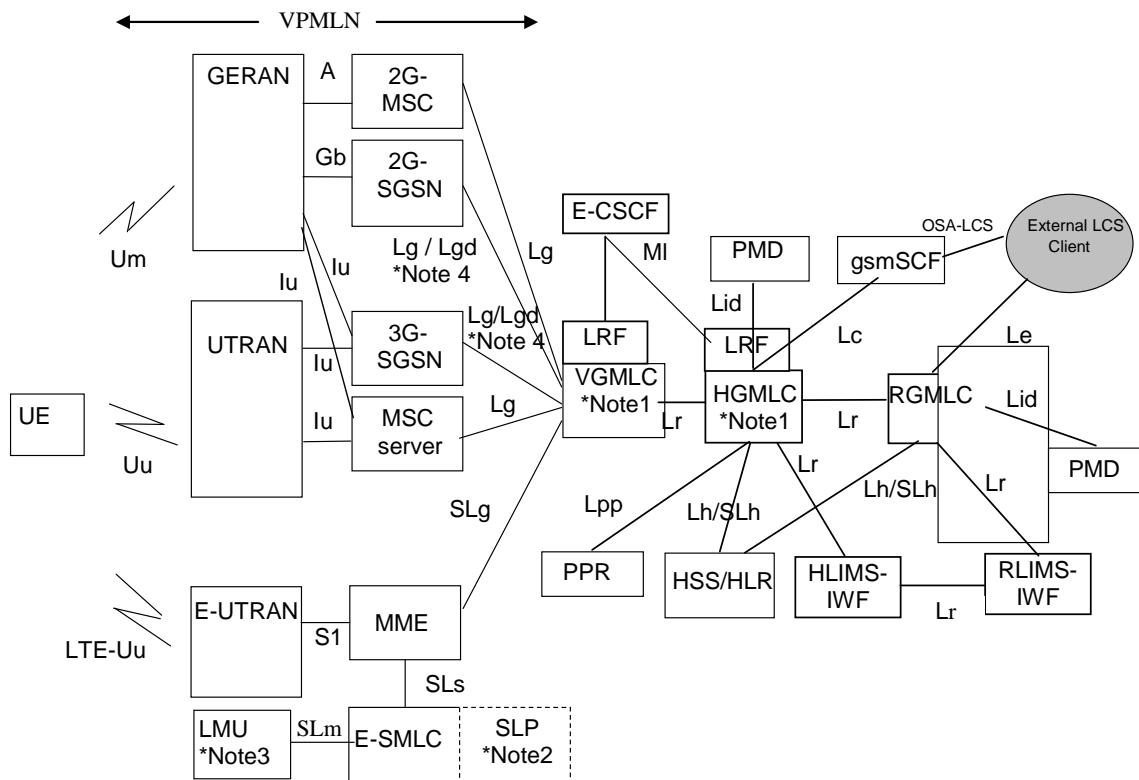 VPMLN
GERAN
A
2G-
MSC
Gb
2G-
SGSN
Um
Iu
Iu
Lg / Lgd
*Note 4
Lg
E-CSCF
Ml
PMD
OSA-LCS
gsmSCF
External LCS
Client
UTRAN
Iu
3G-
SGSN
Lg/Lgd
*Note 4
Lid
LRF
LRF
Lc
Le
UE
Uu
Iu
MSC
server
Lg
VGMLC
*Note1
Lr
HGMLC
*Note1
Lr
RGMLC
Lid
PMD
SLg
Lpp
Lh/SLh
Lr
Lh/SLh
Lr
PPR
HSS/HLR
HLIMS-
IWF
Lr
RLIMS-
IWF
LTE-Uu
E-UTRAN
S1
MME
SLs
LMU
*Note3
SLm
E-SMLC
SLP
*Note2